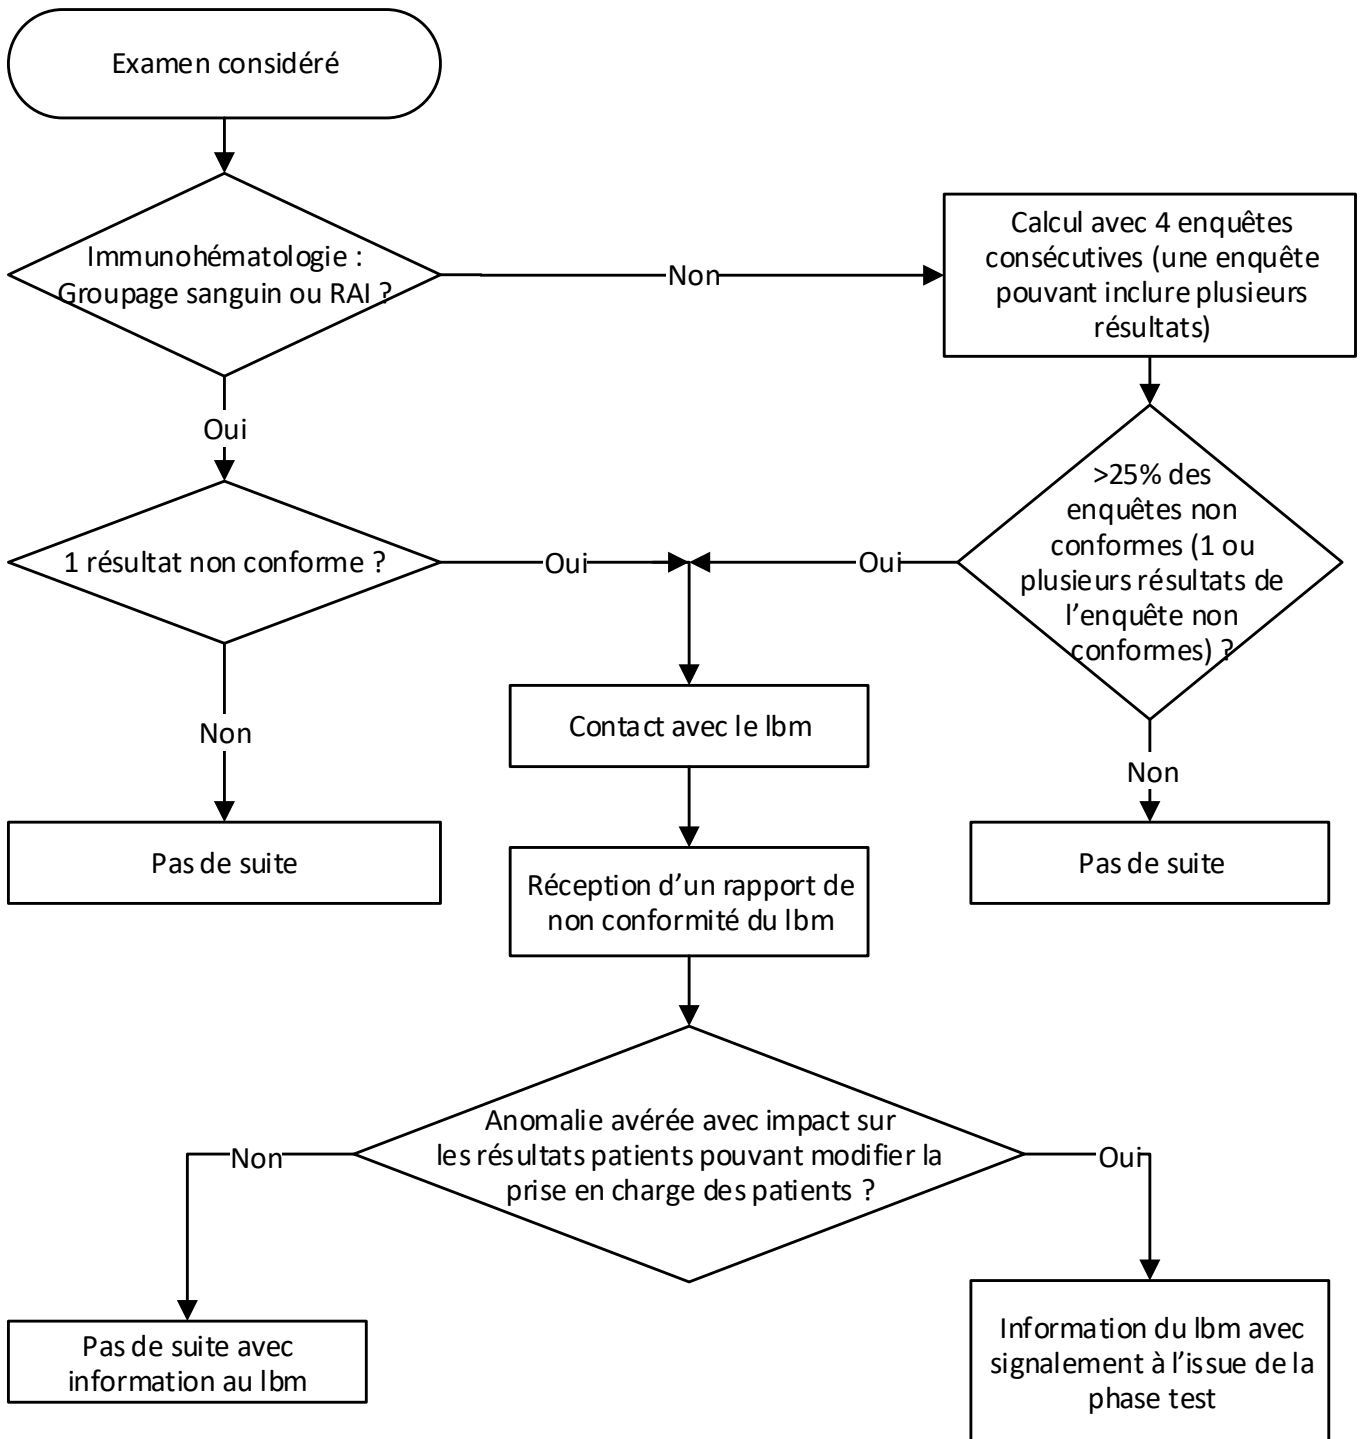 Examen considéré
Immunohématologie :
Groupage sanguin ou RAI ?
Non
Calcul avec 4 enquêtes
consécutives (une enquête
pouvant inclure plusieurs
résultats)
Oui
>25% des
enquêtes non
conformes (1 ou
plusieurs résultats de
l’enquête non
conformes) ?
1 résultat non conforme ?
Oui
Oui
Non
Contact avec le lbm
Non
Pas de suite
Réception d’un rapport de
non conformité du lbm
Pas de suite
Anomalie avérée avec impact sur
les résultats patients pouvant modifier la
prise en charge des patients ?
Non
Oui
Pas de suite avec
information au lbm
Information du lbm avec
signalement à l’issue de la
phase test